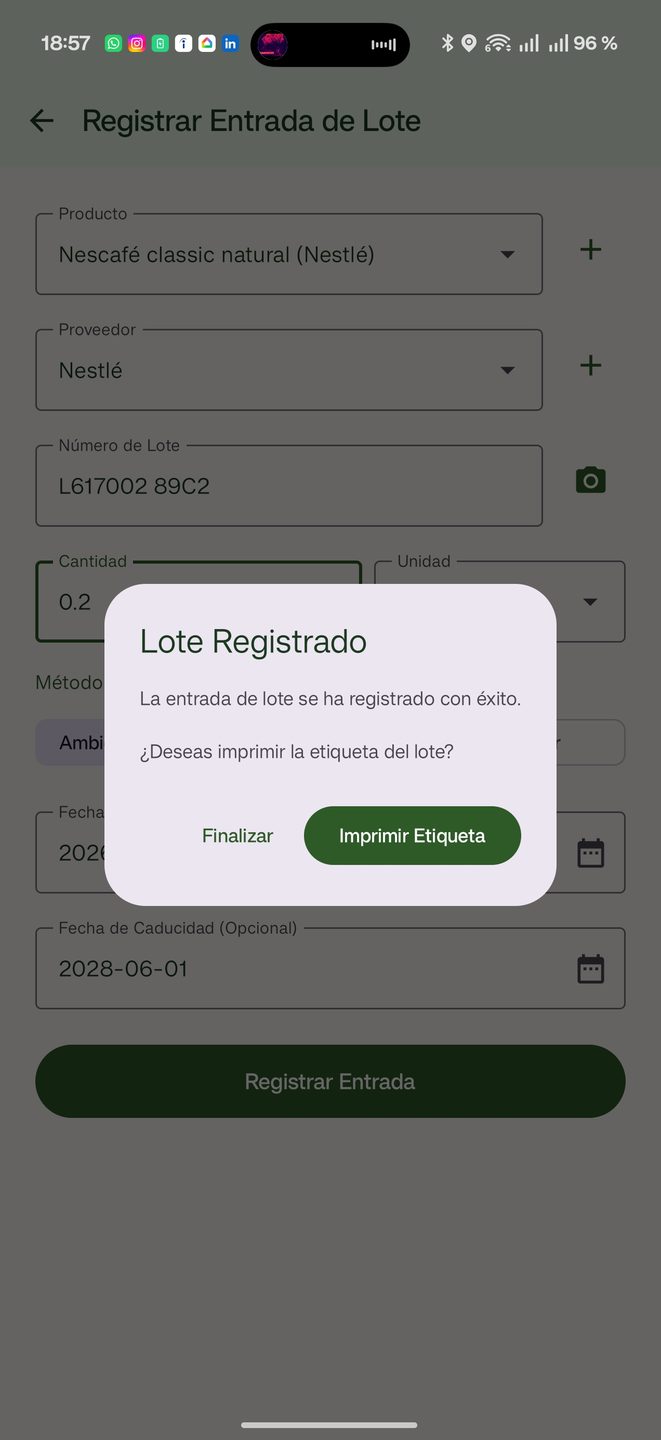 18:57
96 %
Registrar Entrada de Lote
Producto
Nescafé classic natural (Nestlé)
Proveedor
Nestlé
Número de Lote
L617002 89C2
Cantidad
Unidad
0.2
Lote Registrado
La entrada de lote se ha registrado con éxito.
¿Deseas imprimir la etiqueta del lote?
Finalizar
Imprimir Etiqueta
Método
Ambi
Fecha
Fecha de Caducidad (Opcional)
2028-06-01
Registrar Entrada